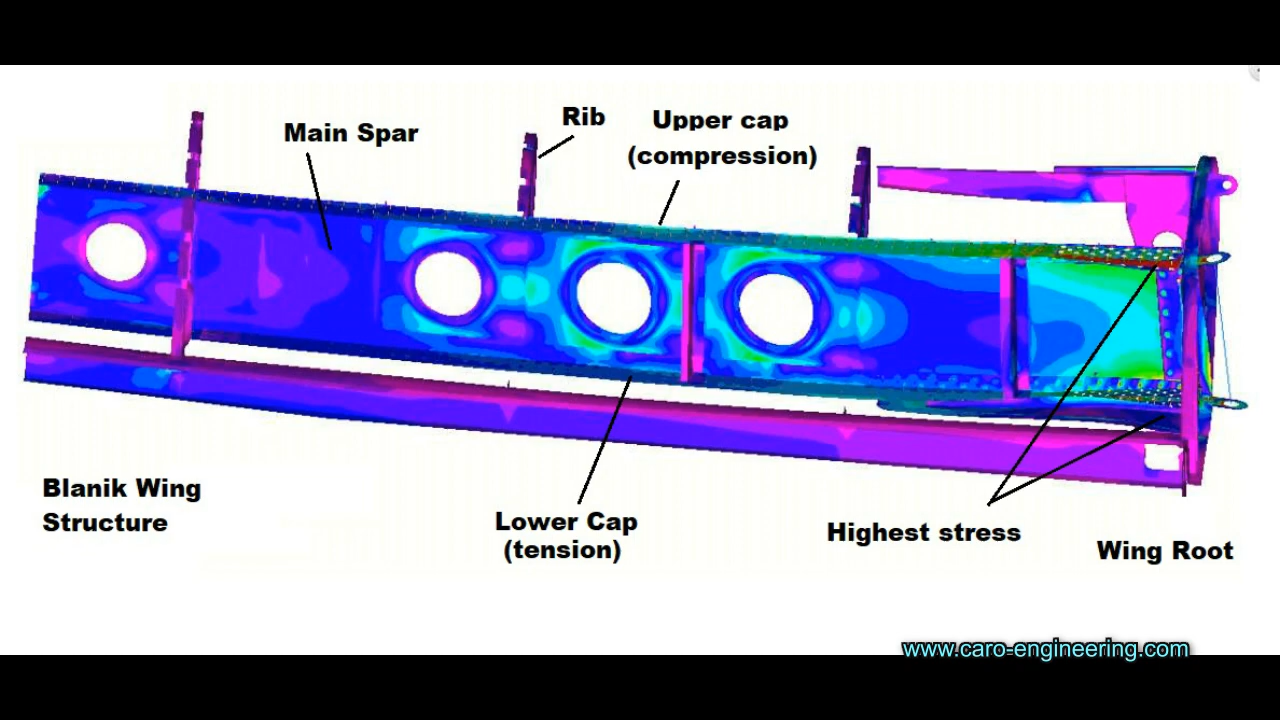 Main Spar
Rib
Upper cap
(compression)
Blanik Wing
Structure
Lower Cap
(tension)
Highest stress
Wing Root
www.caro-engineering.com